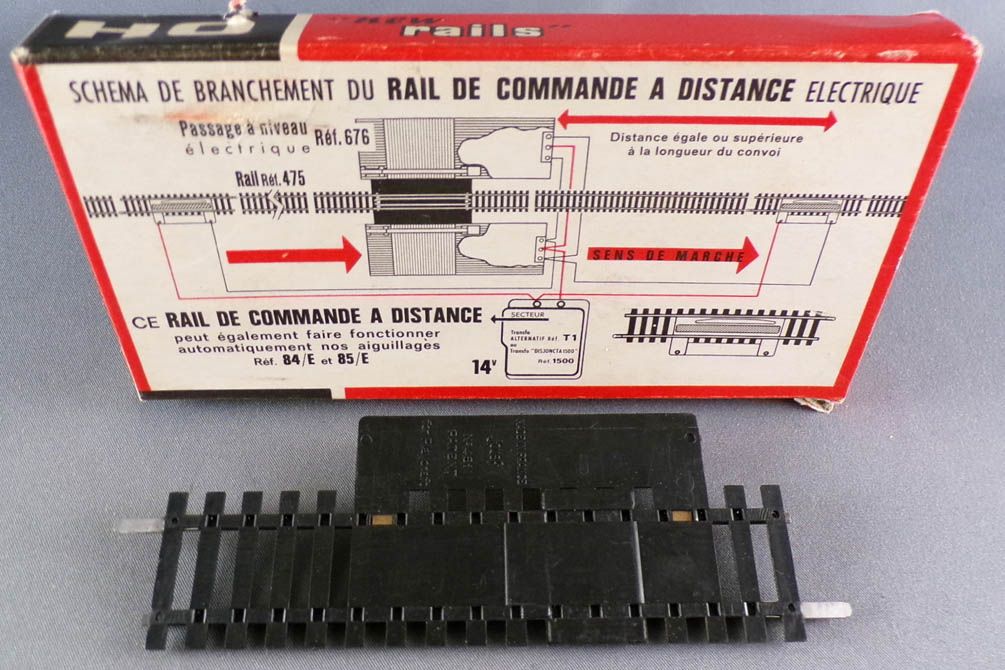 HO
"new
rails"
SCHEMA DE BRANCHEMENT DU RAIL DE COMMANDE A DISTANCE ELECTRIQUE
Passage à niveau
électrique
Réf. 676
Distance égale ou supérieure
à la longueur du convoi
Rail Réf. 475
SENS DE MARCHE
CE RAIL DE COMMANDE A DISTANCE
peut également faire fonctionner
automatiquement nos aiguillages
Réf. 84/E et 85/E
SECTEUR
Transfo
ALTERNATIF Réf. T1
ou
Transfo "DISJONCTA 1500"
Réf. 1500
14v